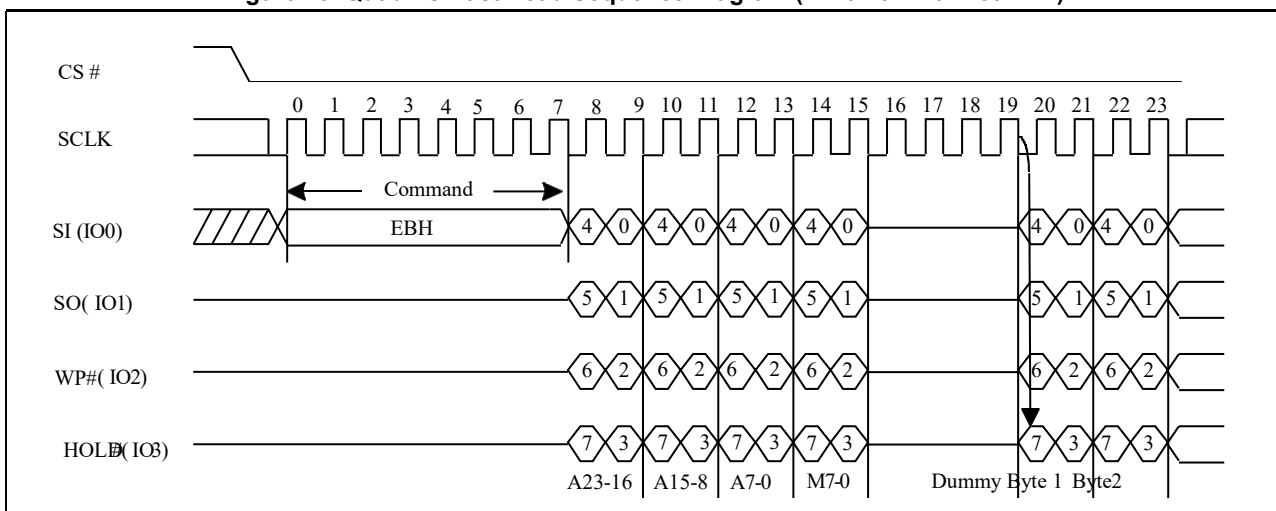 CS #
0 1 2 3 4 5 6 7 8 9 10 11 12 13 14 15 16 17 18 19 20 21 22 23
SCLK
Command
SI (IO0)
EBH
4 0 4 0 4 0 4 0 4 0 4 0
SO( IO1)
5 1 5 1 5 1 5 1 5 1 5 1
WP#( IO2)
6 2 6 2 6 2 6 2 6 2 6 2
HOLD#( IO3)
7 3 7 3 7 3 7 3 7 3 7 3
A23-16 A15-8 A7-0 M7-0 Dummy Byte 1 Byte2